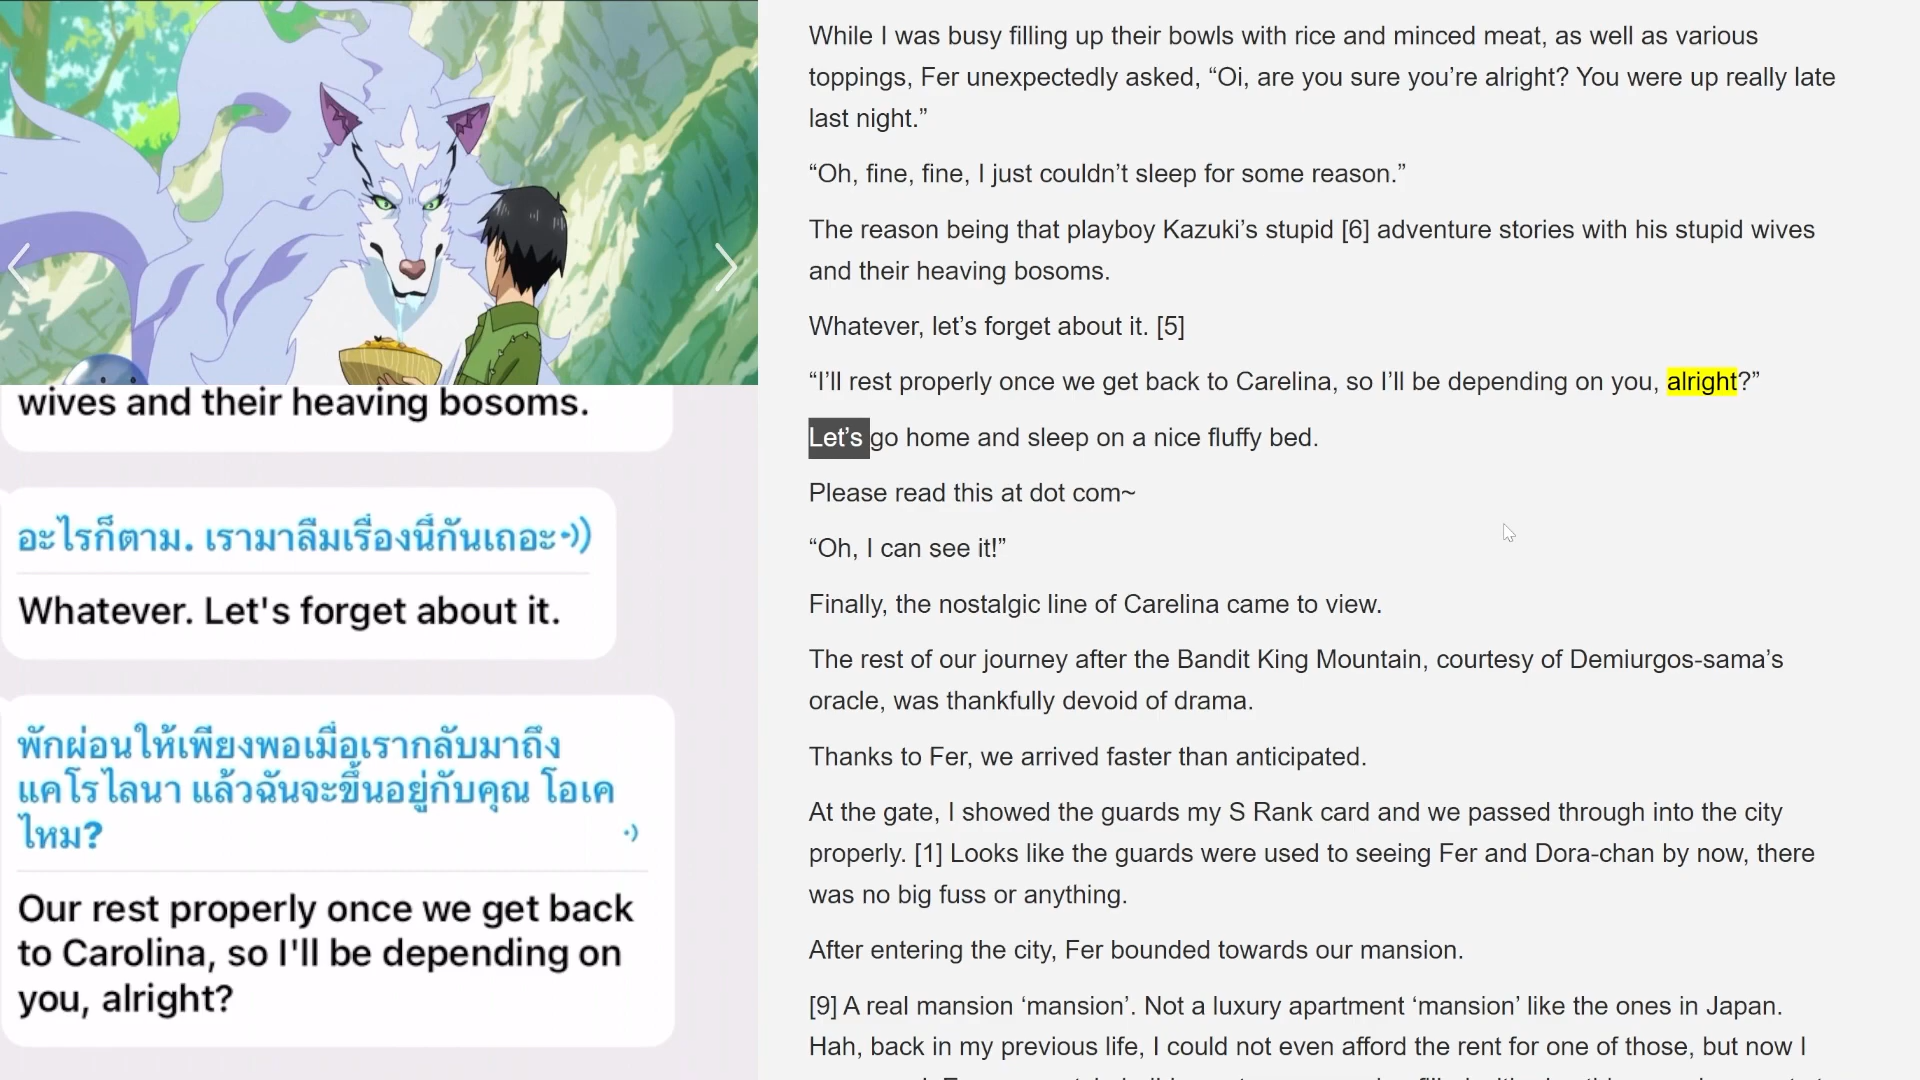 wives and their heaving bosoms.
อะไรก็ตาม. เรามาลืมเรื่องนี้กันเถอะ
Whatever. Let's forget about it.
พักผ่อนให้เพียงพอเมื่อเรากลับมาถึง
แคโรไลนา แล้วฉันจะขึ้นอยู่กับคุณ โอเค
ไหม?
Our rest properly once we get back
to Carolina, so I'll be depending on
you, alright?
While I was busy filling up their bowls with rice and minced meat, as well as various
toppings, Fer unexpectedly asked, “Oi, are you sure you’re alright? You were up really late
last night.”
“Oh, fine, fine, I just couldn’t sleep for some reason.”
The reason being that playboy Kazuki’s stupid [6] adventure stories with his stupid wives
and their heaving bosoms.
Whatever, let’s forget about it. [5]
“I’ll rest properly once we get back to Carelina, so I’ll be depending on you, alright?”
Let’s go home and sleep on a nice fluffy bed.
Please read this at dot com~
“Oh, I can see it!”
Finally, the nostalgic line of Carelina came to view.
The rest of our journey after the Bandit King Mountain, courtesy of Demiurgos-sama’s
oracle, was thankfully devoid of drama.
Thanks to Fer, we arrived faster than anticipated.
At the gate, I showed the guards my S Rank card and we passed through into the city
properly. [1] Looks like the guards were used to seeing Fer and Dora-chan by now, there
was no big fuss or anything.
After entering the city, Fer bounded towards our mansion.
[9] A real mansion ‘mansion’. Not a luxury apartment ‘mansion’ like the ones in Japan.
Hah, back in my previous life, I could not even afford the rent for one of those, but now I